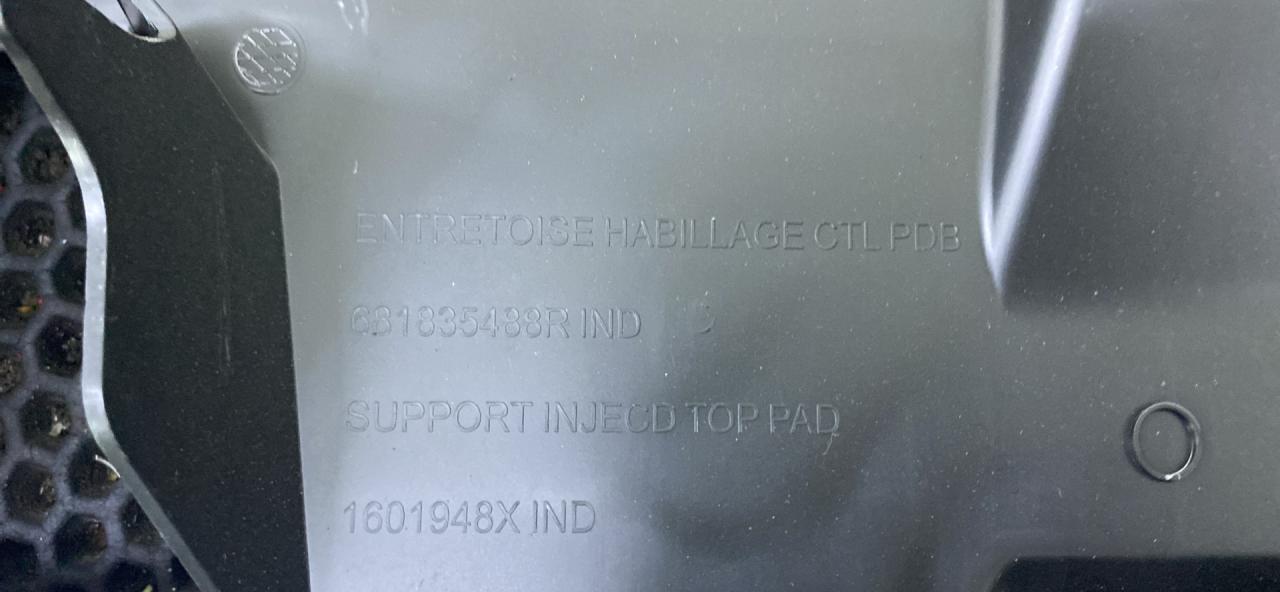 ENTRETOISE HABILLAGE CTL PDB
681835488R IND
SUPPORT INJECD TOP PAD
1601948X IND